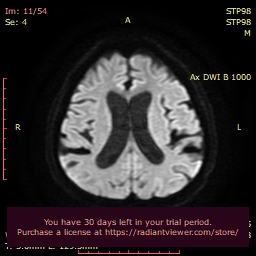 Im: 11/54
Se: 4
STP98
STP98
M
A
Ax DWI B 1000
R
L
You have 30 days left in your trial period.
Purchase a license at https://radiantviewer.com/store/